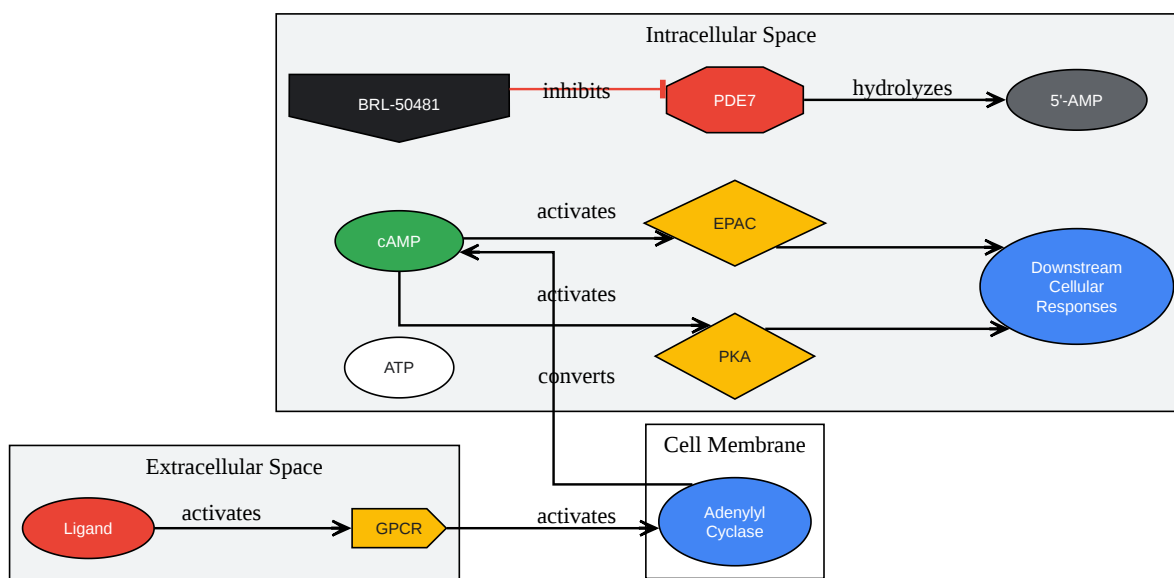 Intracellular Space
BRL-50481
inhibits
PDE7
hydrolyzes
5'-AMP
cAMP
activates
EPAC
activates
Downstream
Cellular
Responses
ATP
converts
PKA
Extracellular Space
Cell Membrane
Ligand
activates
GPCR
activates
Adenylyl
Cyclase